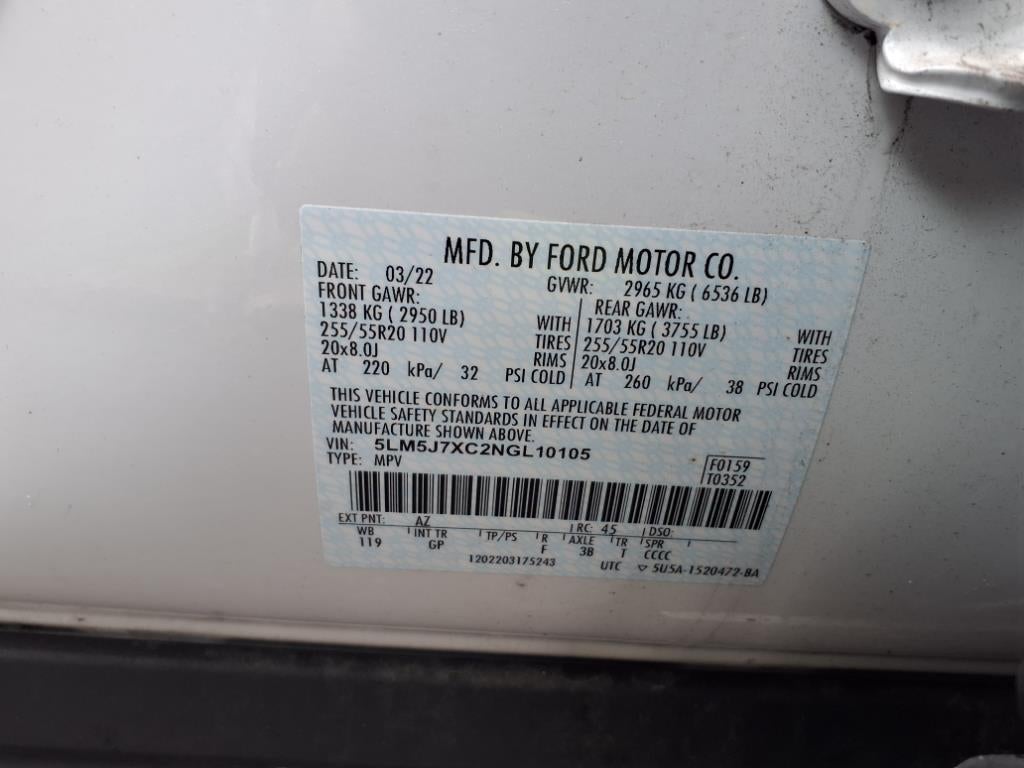 MFD. BY FORD MOTOR CO.
DATE: 03/22 GVWR: 2965 KG ( 6536 LB)
FRONT GAWR: REAR GAWR:
1338 KG ( 2950 LB) WITH 1703 KG ( 3755 LB) WITH
255/55R20 110V TIRES 255/55R20 110V TIRES
20x8.0J RIMS 20x8.0J RIMS
AT 220 kPa/ 32 PSI COLD AT 260 kPa/ 38 PSI COLD
THIS VEHICLE CONFORMS TO ALL APPLICABLE FEDERAL MOTOR
VEHICLE SAFETY STANDARDS IN EFFECT ON THE DATE OF
MANUFACTURE SHOWN ABOVE.
VIN: 5LM5J7XC2NGL10105
TYPE: MPV
F0159
T0352
EXT PNT: AZ RC: 45 DSO:
WB INT TR TP/PS R AXLE TR SPR
119 GP F 3B T CCCC
1202203175243 UTC ▽ 5U5A-1520472-BA